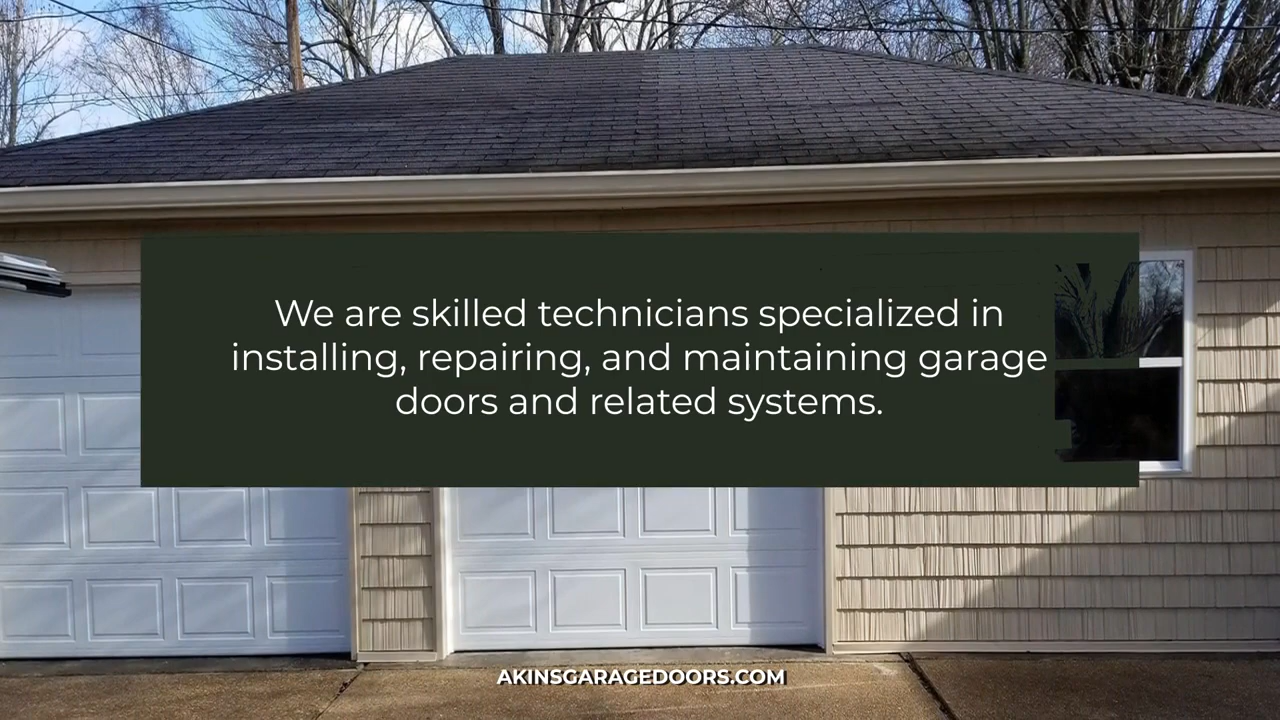 We are skilled technicians specialized in
installing, repairing, and maintaining garage
doors and related systems.
AKINSGARAGEDOORS.COM